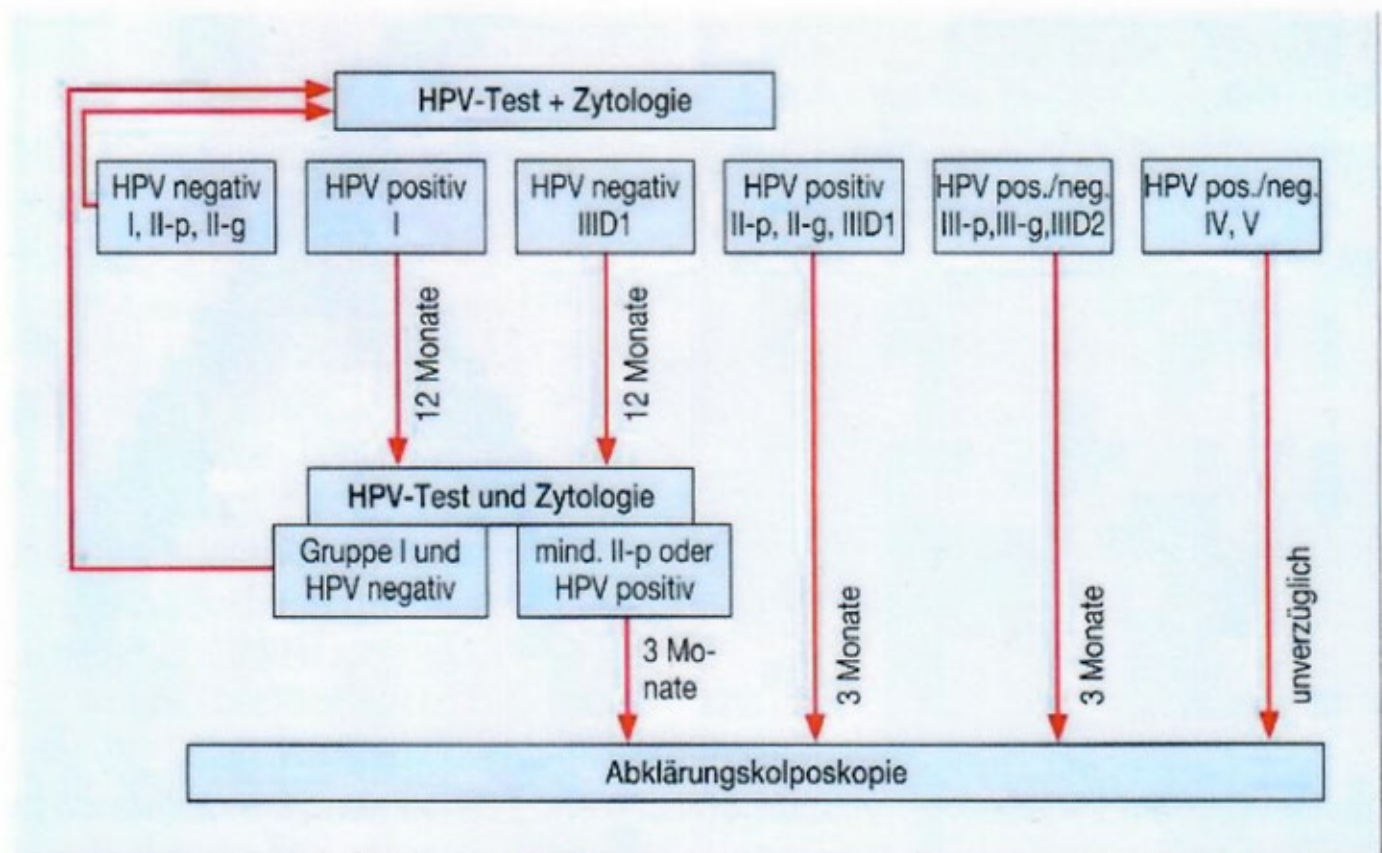 HPV-Test + Zytologie
HPV negativ
I, II-p, II-g
HPV positiv
I
HPV negativ
IIID1
HPV positiv
II-p, II-g, IIID1
HPV pos./neg.
III-p,III-g,IIID2
HPV pos./neg.
IV, V
12 Monate
12 Monate
HPV-Test und Zytologie
Gruppe I und
HPV negativ
mind. II-p oder
HPV positiv
3 Mo-
nate
3 Monate
3 Monate
unverzüglich
Abklärungskolposkopie